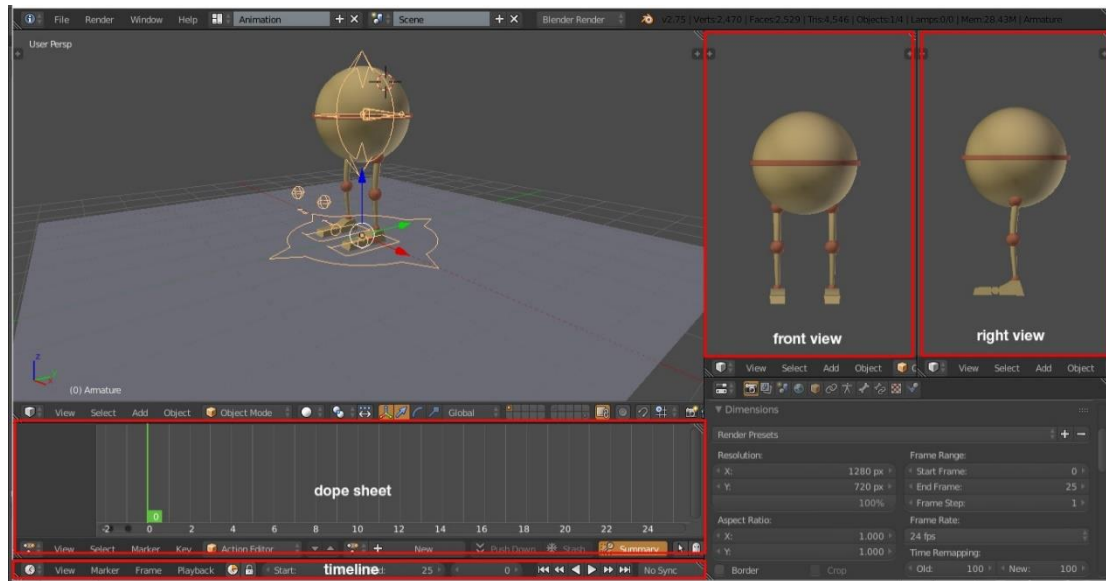 File Render Window Help Animation Scene Blender Render v2.75 | Verts:2,470 | Faces:2,529 | Tris:4,546 | Objects:1/4 | Lamps:0/0 | Mem:28.43M | Armature
User Persp
front view
right view
z
(0) Armature
View Select Add Object
View Select Add Object
View Select Add Object Object Mode Global
Dimensions
Render Presets
Resolution:
Frame Range:
X: 1280 px
Start Frame: 0
Y: 720 px
End Frame: 25
100%
Frame Step: 1
Aspect Ratio:
Frame Rate:
X: 1.000
24 fps
Y: 1.000
Time Remapping:
Border
Crop
Old: 100
New: 100
dope sheet
0
-2 0 2 4 6 8 10 12 14 16 18 20 22 24
View Select Marker Key Action Editor New Push Down Stash Summary
View Marker Frame Playback Start: timeline 25 0 No Sync